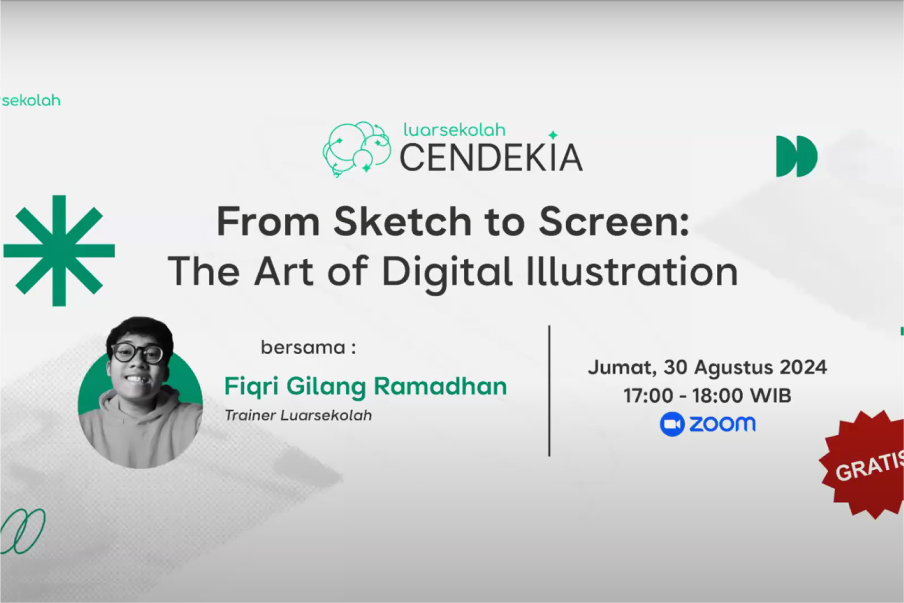 rsekolah
luarsekolah
CENDEKIA
From Sketch to Screen:
The Art of Digital Illustration
bersama :
Fiqri Gilang Ramadhan
Trainer Luarsekolah
Jumat, 30 Agustus 2024
17:00 - 18:00 WIB
zoom
GRATIS